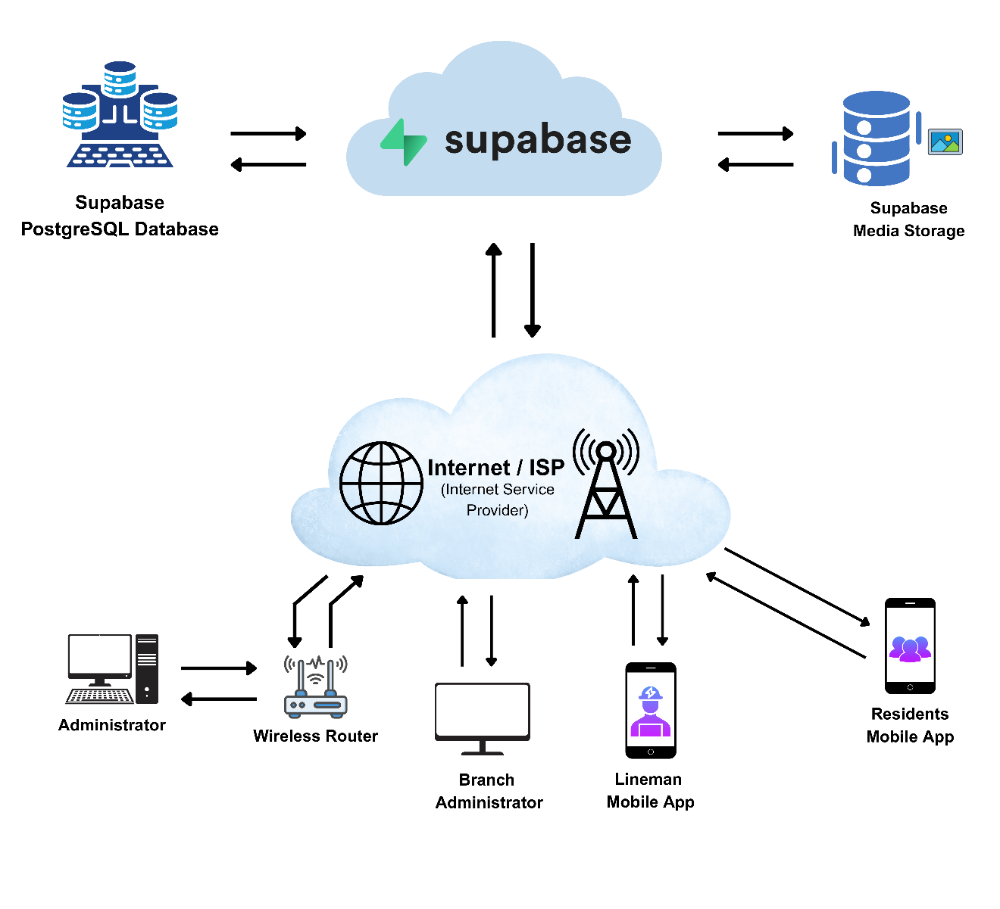 supabase
Supabase
PostgreSQL Database
Supabase
Media Storage
Internet / ISP
(Internet Service
Provider)
Administrator
Wireless Router
Branch
Administrator
Lineman
Mobile App
Residents
Mobile App